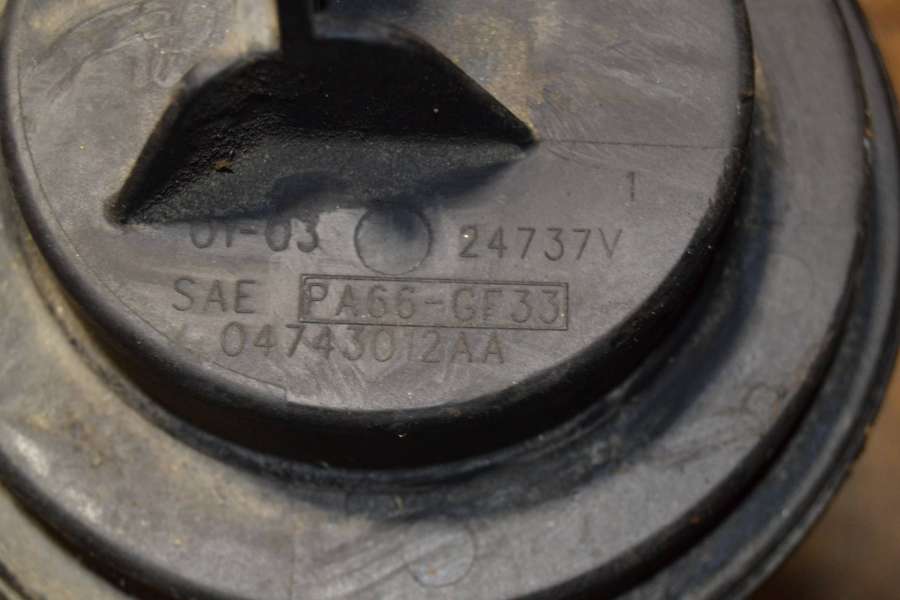 1
01-03 24737V
SAE PA66-GF33
04743012AA